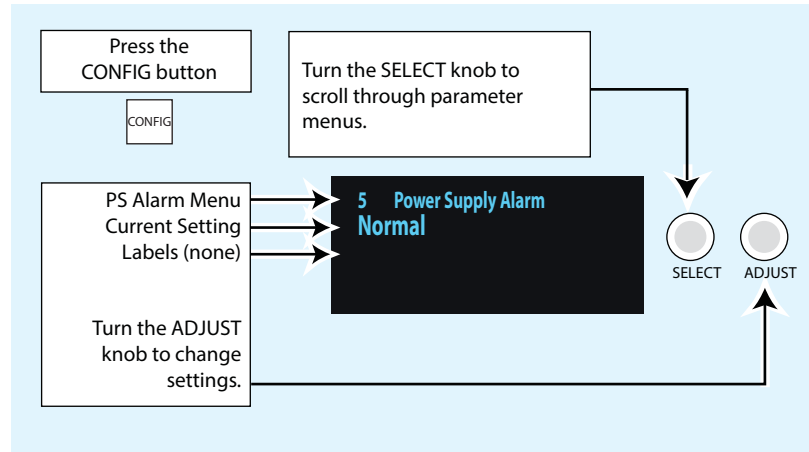 Press the
CONFIG button
CONFIG
Turn the SELECT knob to
scroll through parameter
menus.
PS Alarm Menu
Current Setting
Labels (none)
Turn the ADJUST
knob to change
settings.
5 Power Supply Alarm
Normal
SELECT
ADJUST